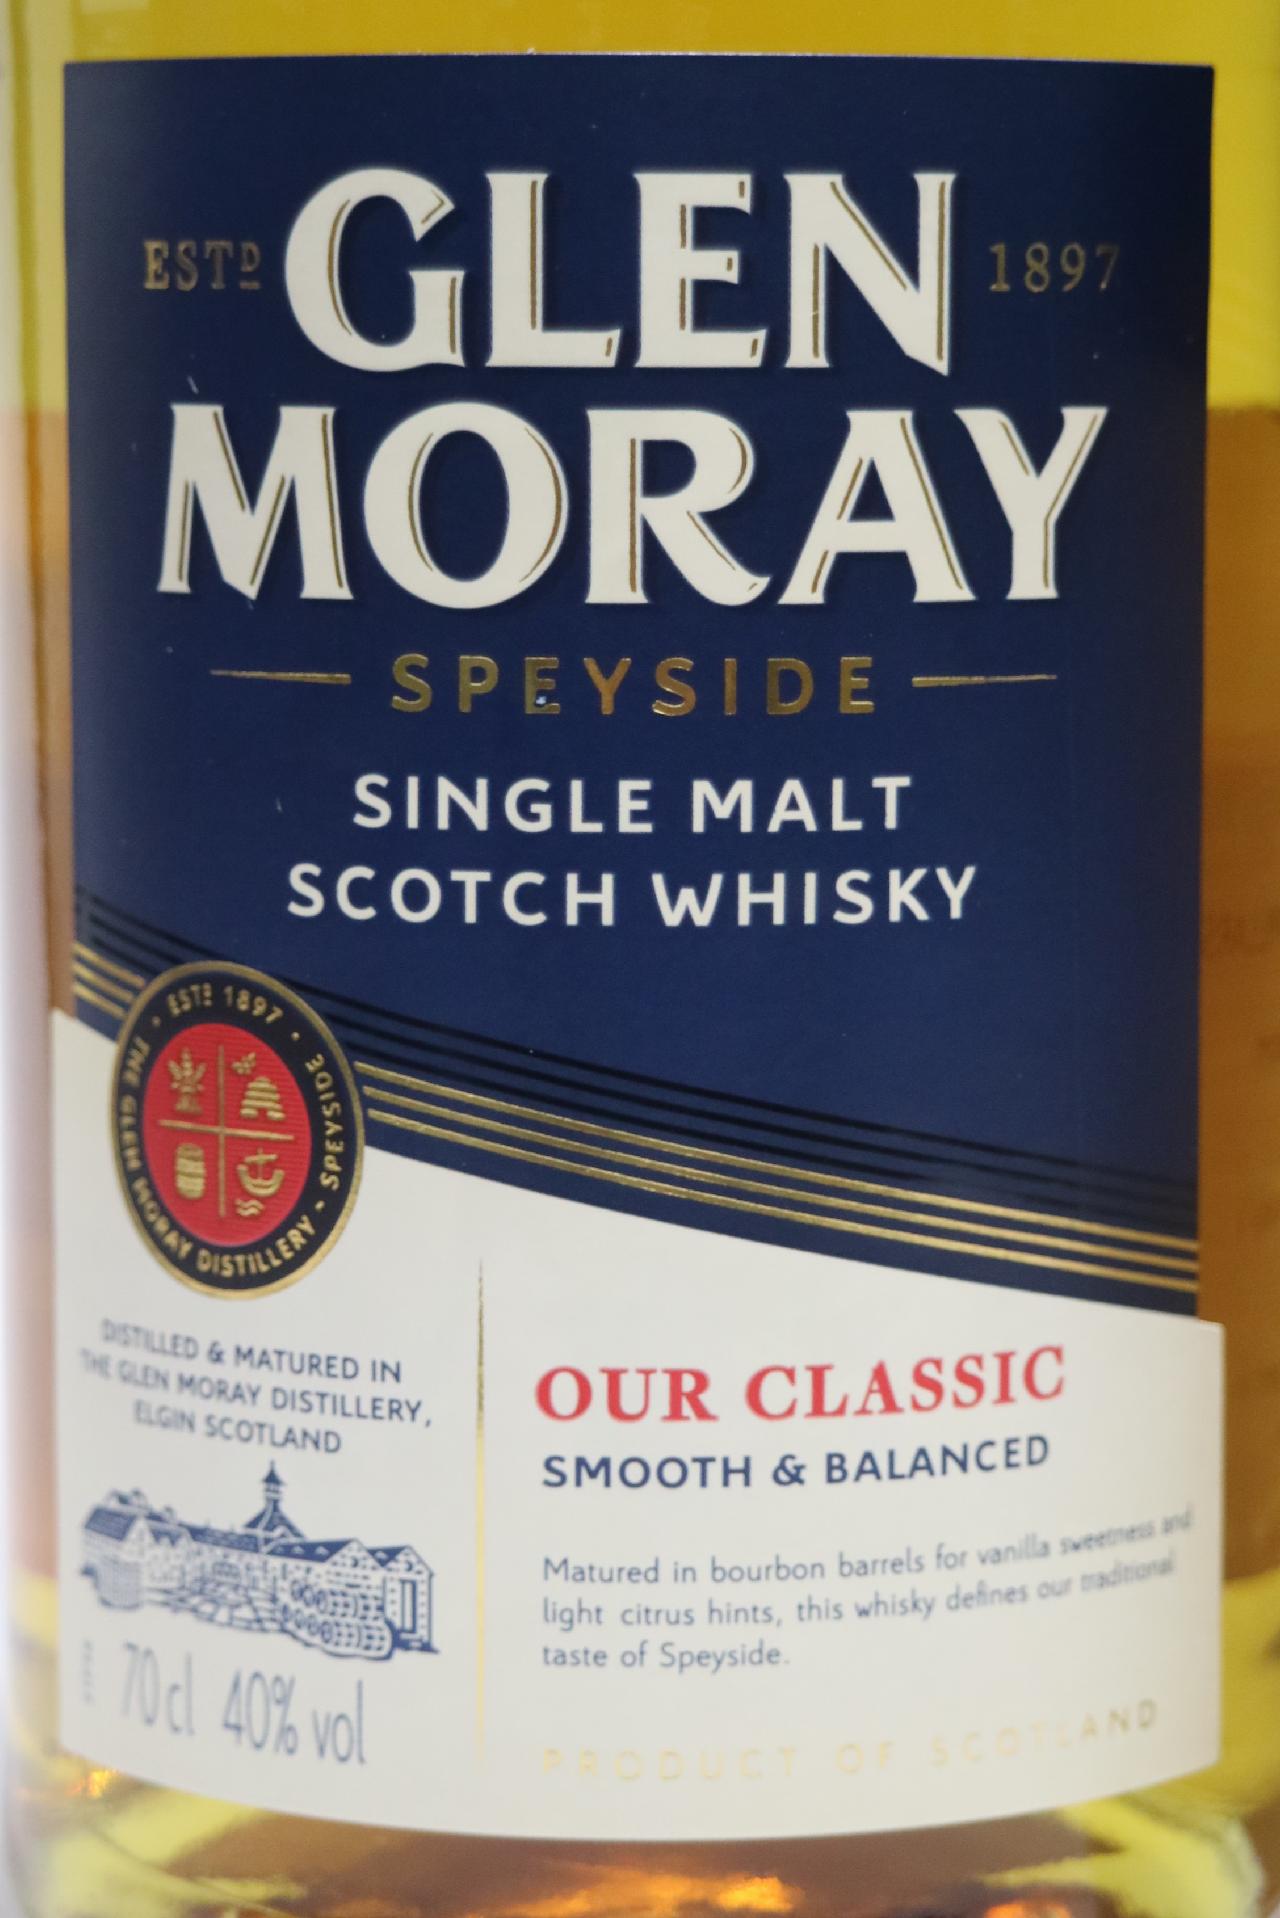 GLEN
ESTD 1897
MORAY
SPEYSIDE
SINGLE MALT
SCOTCH WHISKY
ESTD 1897 • SPEYSIDE • THE GLEN MORAY DISTILLERY •
DISTILLED & MATURED IN
THE GLEN MORAY DISTILLERY,
ELGIN SCOTLAND
70cl 40% vol
OUR CLASSIC
SMOOTH & BALANCED
Matured in bourbon barrels for vanilla sweetness and
light citrus hints, this whisky defines our traditional
taste of Speyside.
PRODUCT OF SCOTLAND